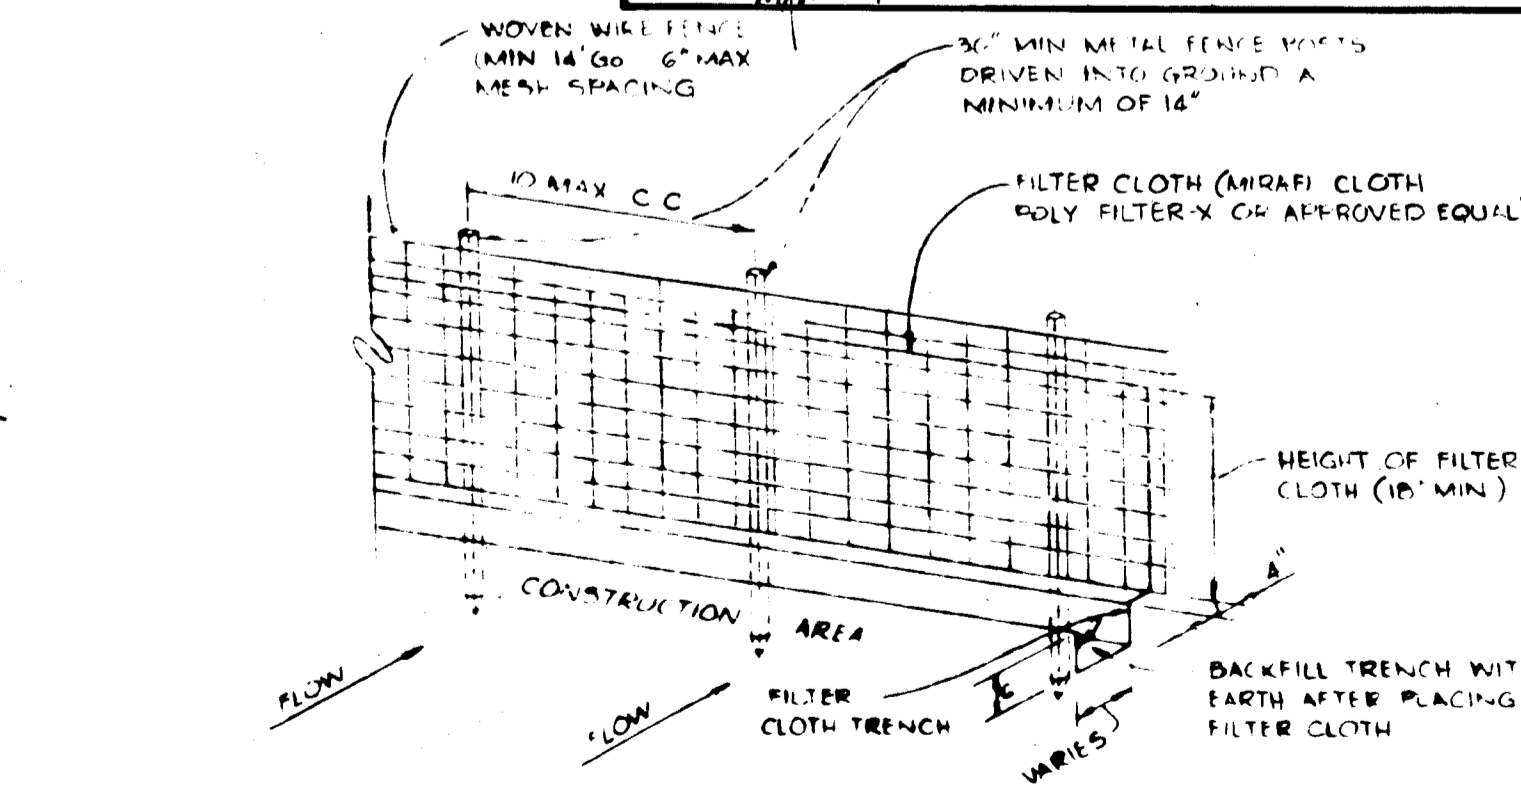 WOVEN WIRE FENCE
(MIN 14 GO 6" MAX
MESH SPACING
36" MIN METAL FENCE POSTS
DRIVEN INTO GROUND A
MINIMUM OF 14"
10 MAX C C
FILTER CLOTH (MIRAFI CLOTH
POLY FILTER-X OR APPROVED EQUAL
HEIGHT OF FILTER
CLOTH (18" MIN)
4"
CONSTRUCTION AREA
FLOW
FLOW
FILTER
CLOTH TRENCH
VARIES
BACKFILL TRENCH WIT
EARTH AFTER PLACING
FILTER CLOTH